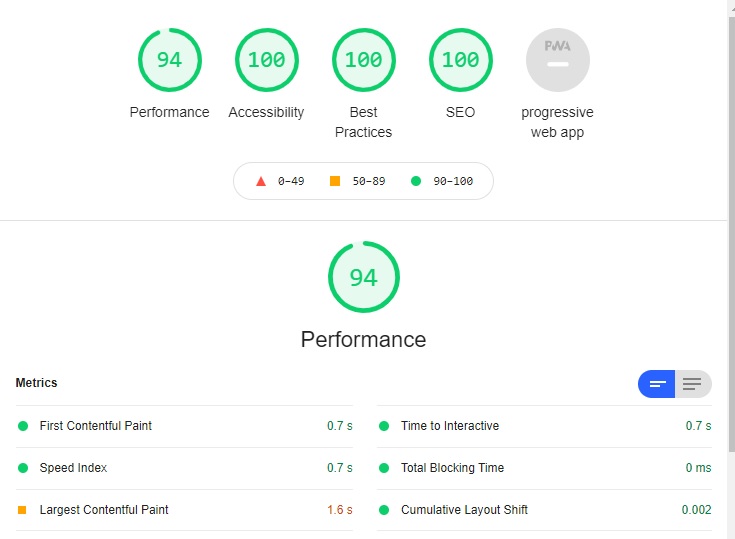 94 100 100 100 PWA
Performance Accessibility Best Practices SEO progressive web app
0–49 50–89 90–100
94
Performance
Metrics
First Contentful Paint 0.7 s
Time to Interactive 0.7 s
Speed Index 0.7 s
Total Blocking Time 0 ms
Largest Contentful Paint 1.6 s
Cumulative Layout Shift 0.002